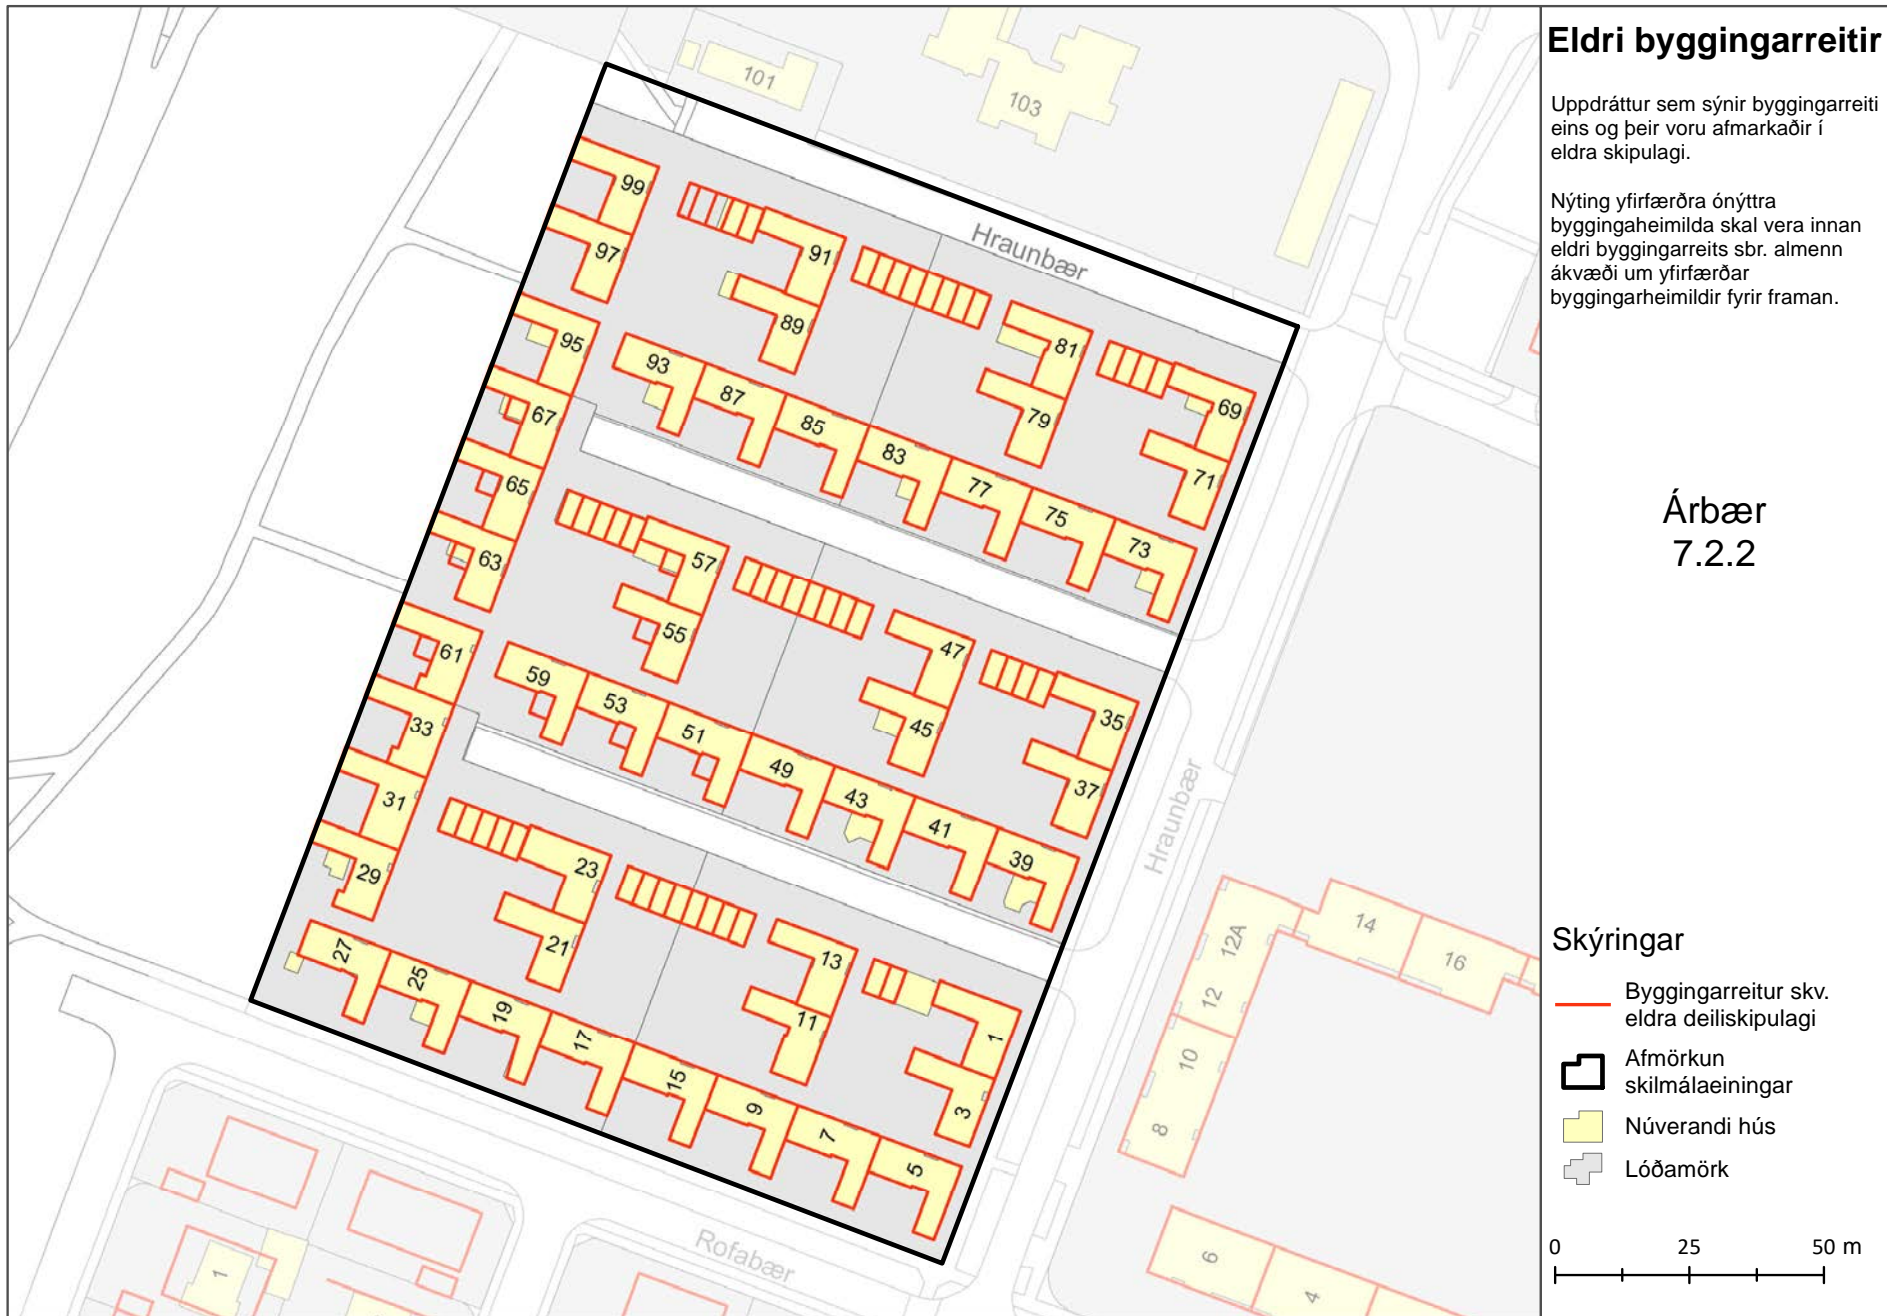 Eldri byggingarreitir
Uppdráttur sem sýnir byggingarreiti
eins og þeir voru afmarkaðir í
eldra skipulagi.
Nýting yfirfærðra ónýttra
byggingaheimilda skal vera innan
eldri byggingarreits sbr. almenn
ákvæði um yfirfærðar
byggingarheimildir fyrir framan.
Árbær
7.2.2
Skýringar
Byggingarreitur skv.
eldra deiliskipulagi
Afmörkun
skilmálaeiningar
Núverandi hús
Lóðamörk
0 25 50 m
101
103
Hraunbær
99
97
91
89
95
93
87
85
83
81
79
77
75
73
69
71
67
65
63
57
55
61
59
53
51
49
47
45
43
41
39
35
37
33
31
29
23
21
27
25
19
17
15
13
11
9
7
5
1
3
Hraunbær
12A
12
10
8
14
16
6
4
Rofabær
1